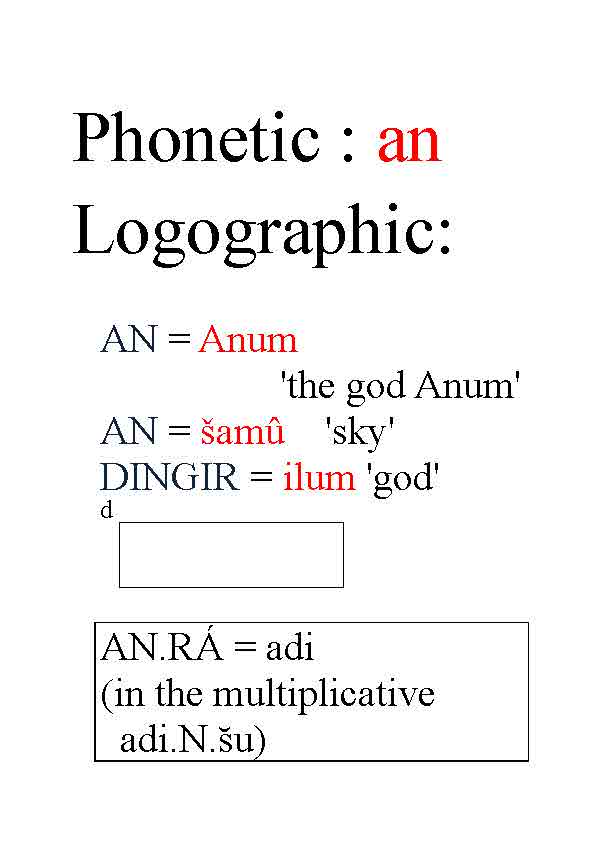 Phonetic : an
Logographic:
AN = Anum
'the god Anum'
AN = šamû 'sky'
DINGIR = ilum 'god'
d
AN.RÁ = adi
(in the multiplicative
adi.N.šu)